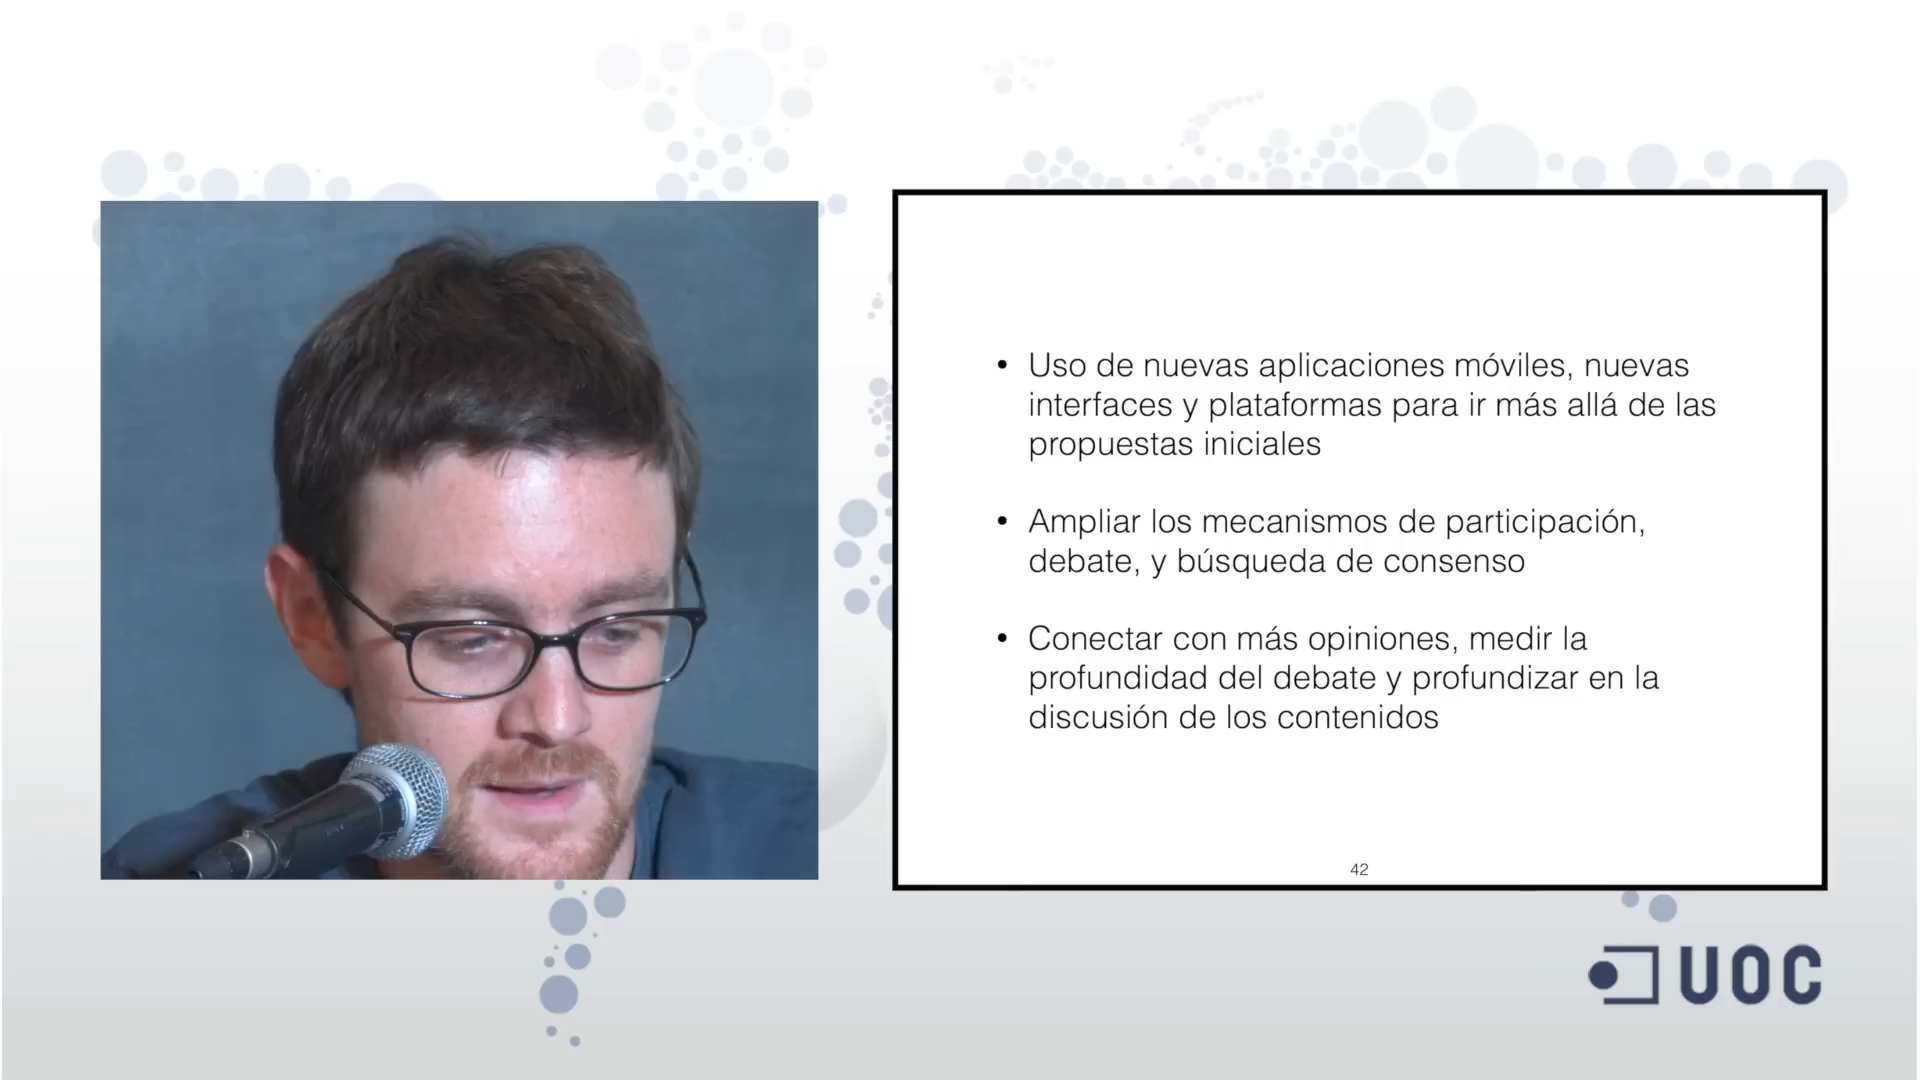 • Uso de nuevas aplicaciones móviles, nuevas
interfaces y plataformas para ir más allá de las
propuestas iniciales
• Ampliar los mecanismos de participación,
debate, y búsqueda de consenso
• Conectar con más opiniones, medir la
profundidad del debate y profundizar en la
discusión de los contenidos
42
UOC